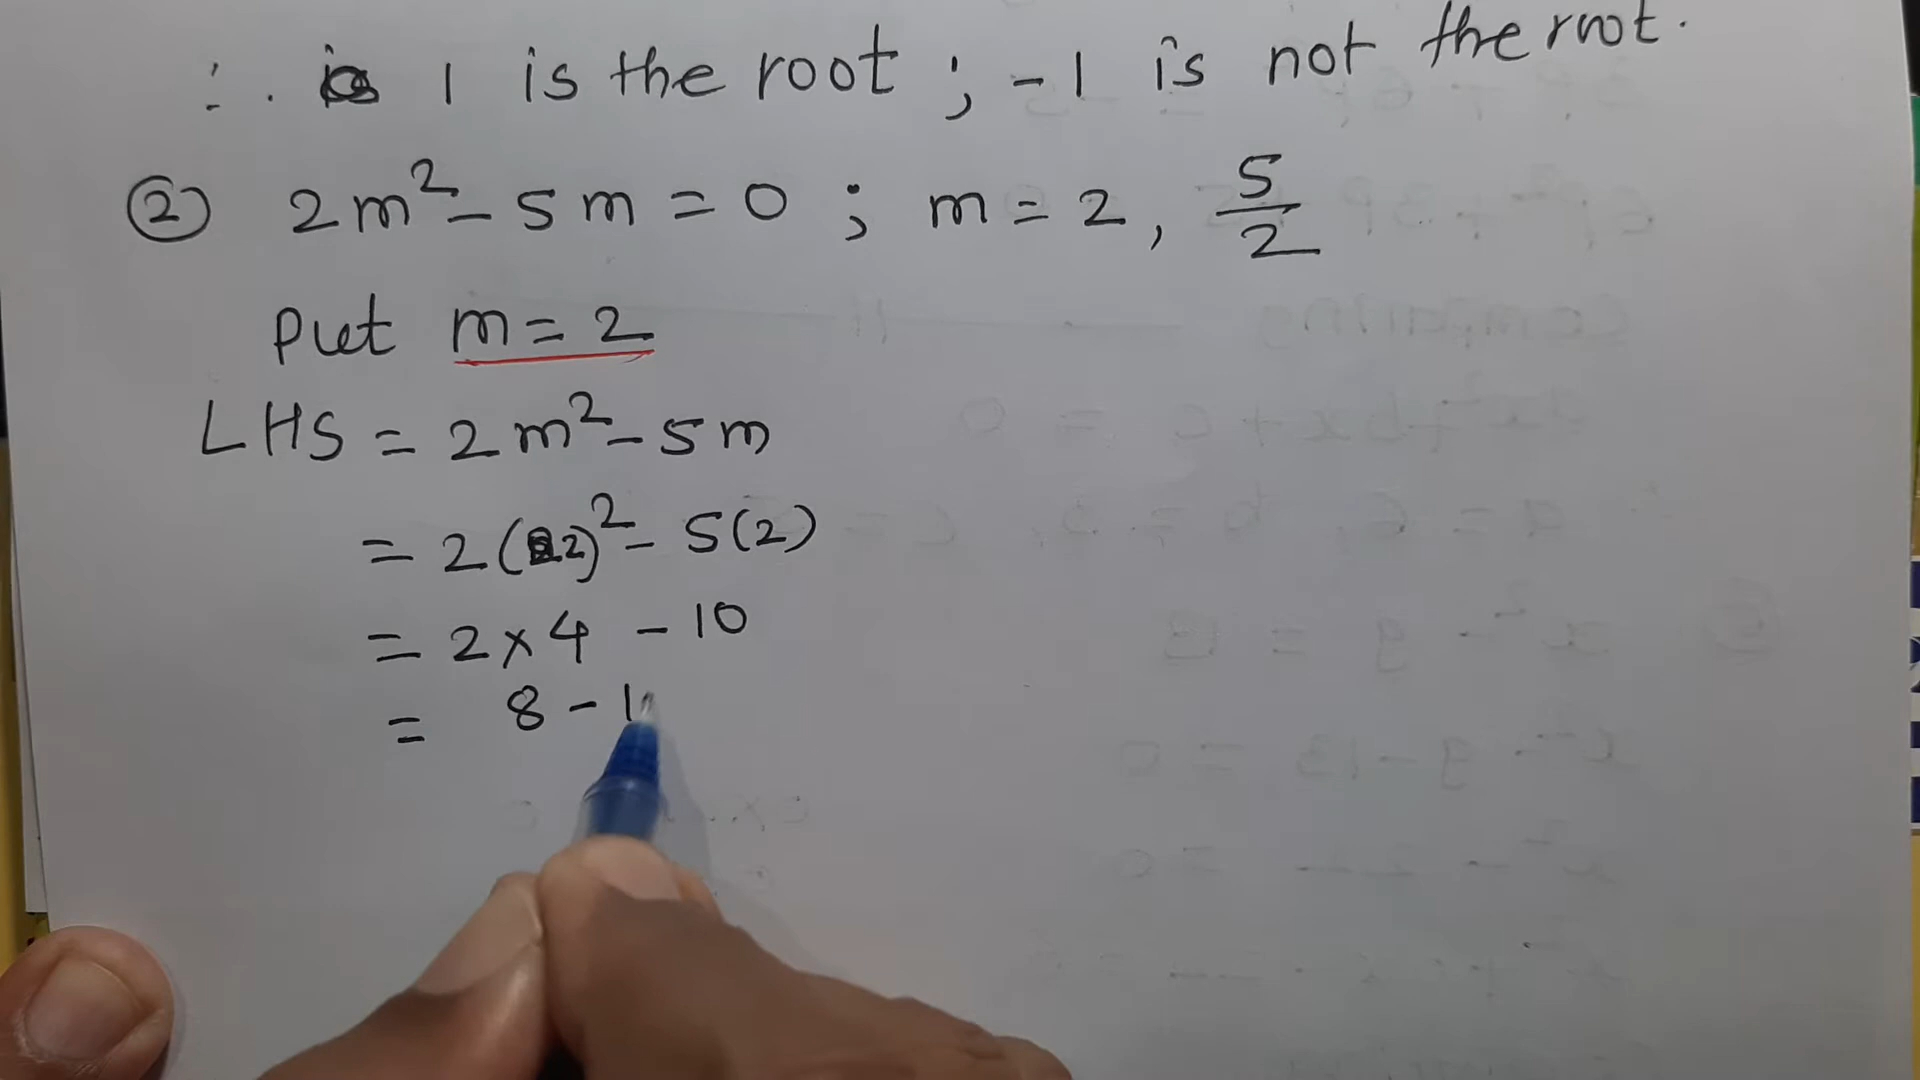 ∴ 1 is the root ; -1 is not the root.
② 2m² - 5m = 0 ; m = 2, 5/2
Put m = 2
LHS = 2m² - 5m
= 2(2)² - 5(2)
= 2 × 4 - 10
= 8 - 1